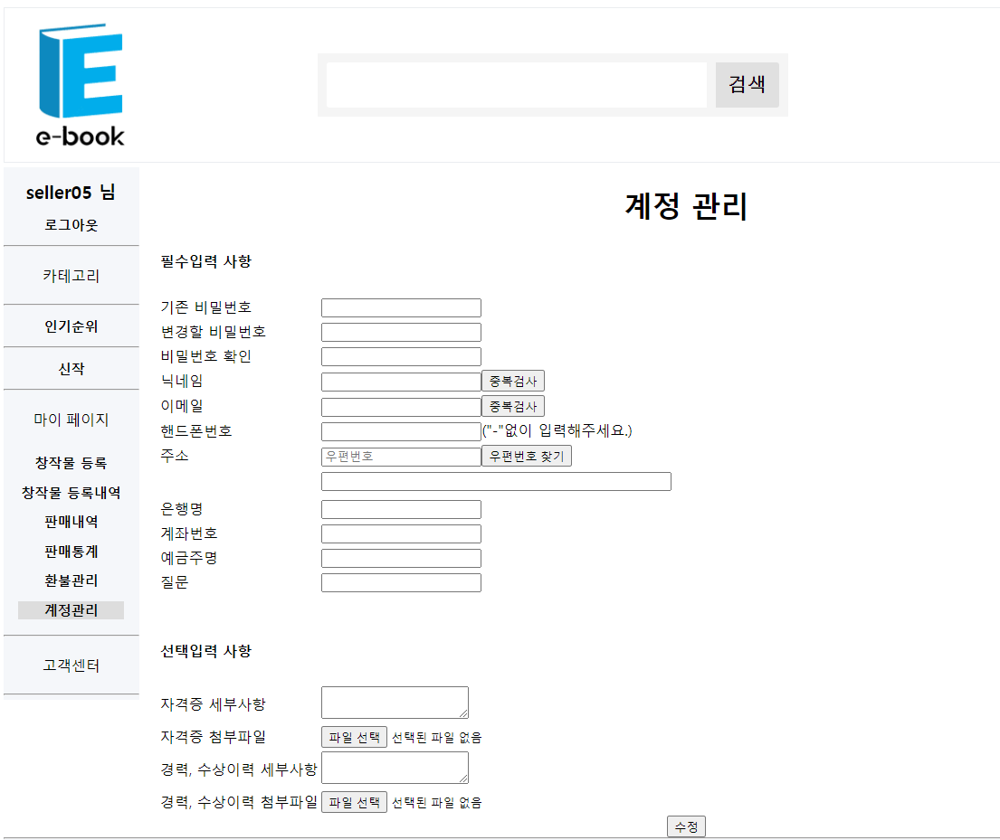 e-book
검색
seller05 님
로그아웃
카테고리
인기순위
신작
마이 페이지
창작물 등록
창작물 등록내역
판매내역
판매통계
환불관리
계정관리
고객센터
계정 관리
필수입력 사항
기존 비밀번호
변경할 비밀번호
비밀번호 확인
닉네임 중복검사
이메일 중복검사
핸드폰번호 ("-"없이 입력해주세요.)
주소 우편번호 우편번호 찾기
은행명
계좌번호
예금주명
질문
선택입력 사항
자격증 세부사항
자격증 첨부파일 파일 선택 선택된 파일 없음
경력, 수상이력 세부사항
경력, 수상이력 첨부파일 파일 선택 선택된 파일 없음
수정